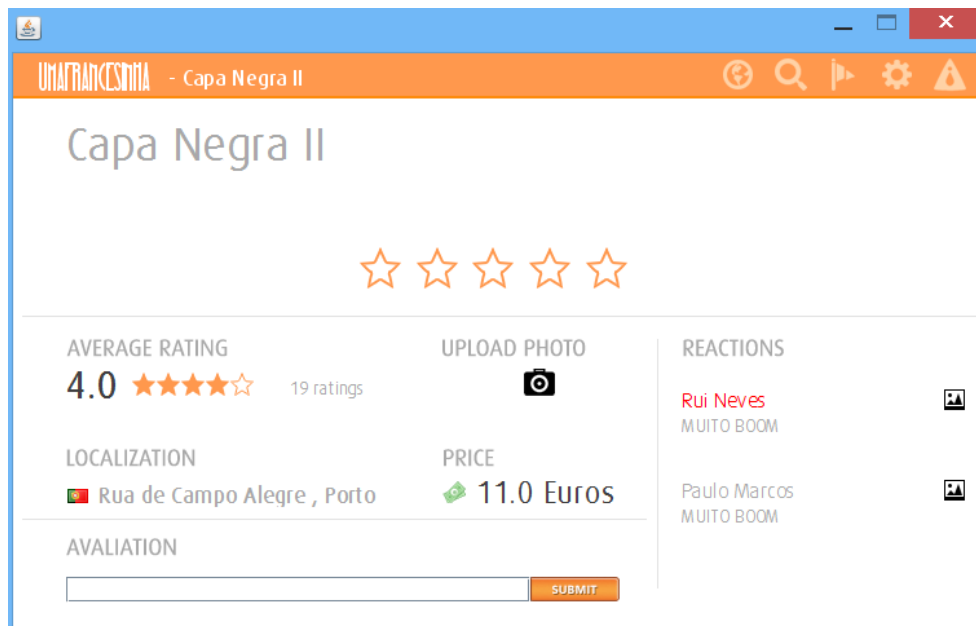 UMAFRANCESINHA - Capa Negra II
Capa Negra II
AVERAGE RATING
4.0 19 ratings
UPLOAD PHOTO
LOCALIZATION
Rua de Campo Alegre , Porto
PRICE
11.0 Euros
AVALIATION
SUBMIT
REACTIONS
Rui Neves
MUITO BOOM
Paulo Marcos
MUITO BOOM